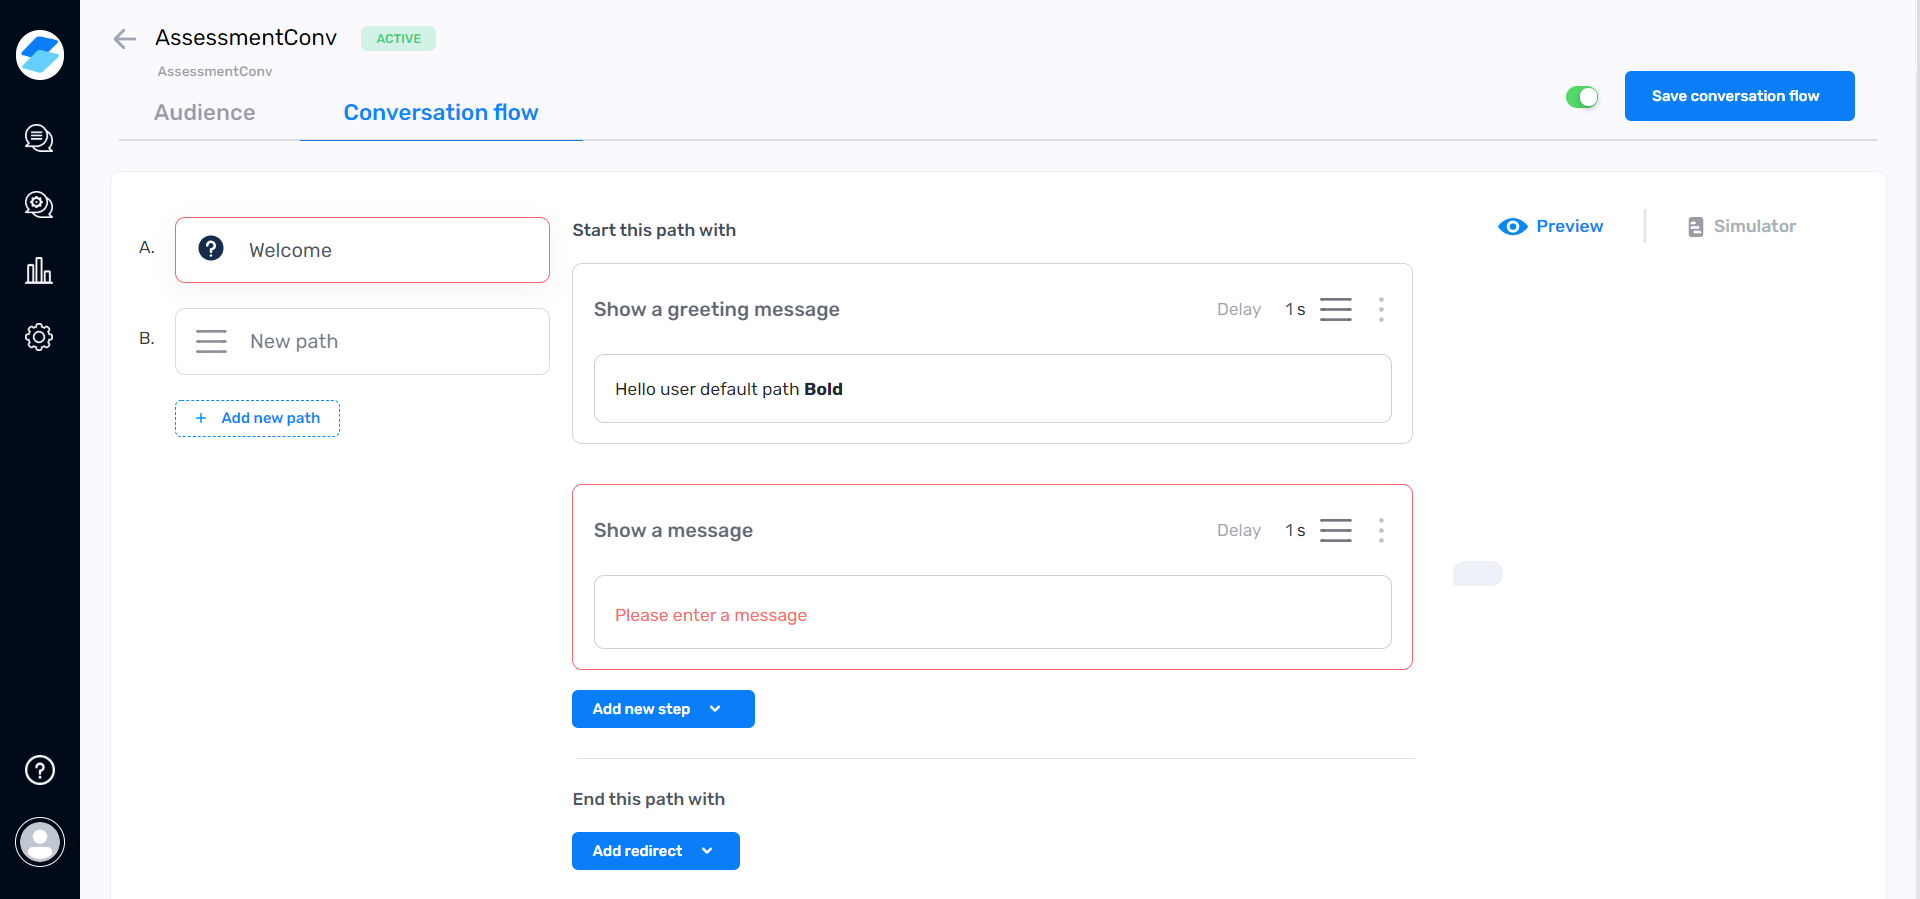 AssessmentConv
ACTIVE
AssessmentConv
Audience
Conversation flow
Save conversation flow
A.
Welcome
B.
New path
+ Add new path
Start this path with
Preview
Simulator
Show a greeting message
Delay 1 s
Hello user default path Bold
Show a message
Delay 1 s
Please enter a message
Add new step
End this path with
Add redirect